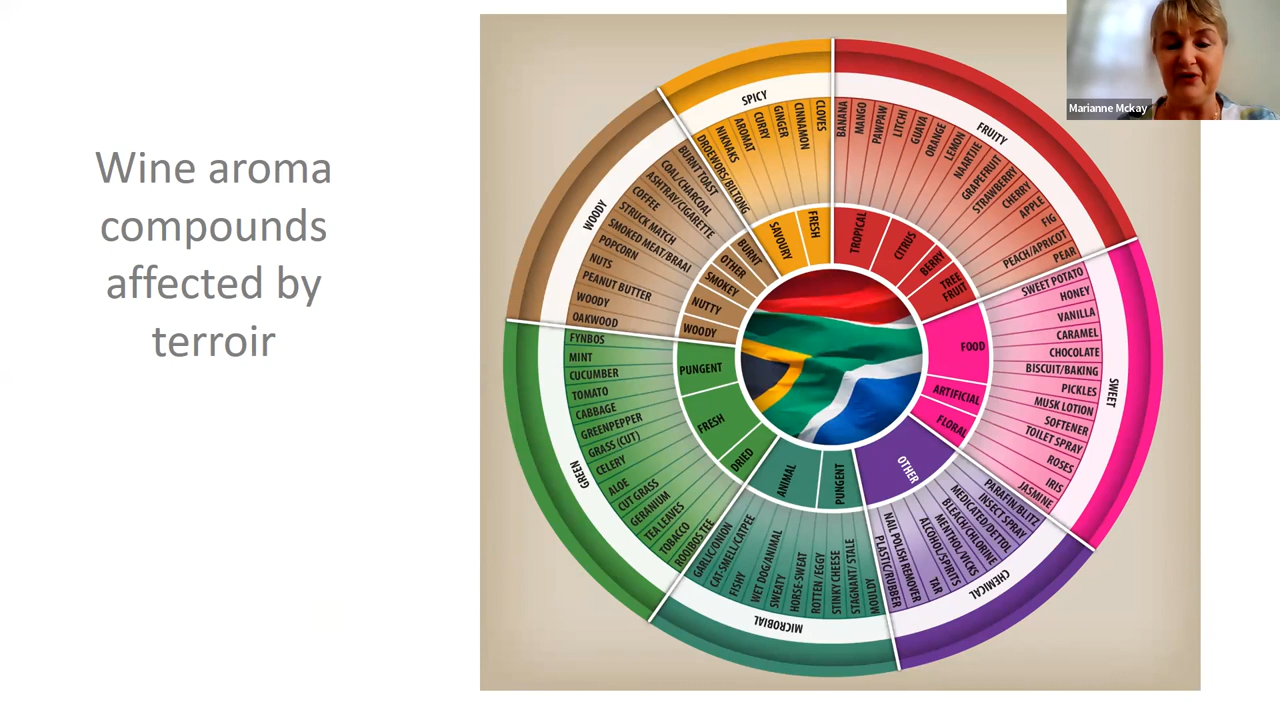 Wine aroma
compounds
affected by
terroir
Marianne Mckay
SPICY
DROEWORS/BILTONG
NIKNAKS
AROMAT
CURRY
GINGER
CINNAMON
CLOVES
SAVOURY
FRESH
FRUITY
BANANA
MANGO
PAWPAW
LITCHI
GUAVA
ORANGE
LEMON
NAARTJIE
GRAPEFRUIT
STRAWBERRY
CHERRY
APPLE
FIG
PEACH/APRICOT
PEAR
TROPICAL
CITRUS
BERRY
TREE
FRUIT
SWEET
SWEET POTATO
HONEY
VANILLA
CARAMEL
CHOCOLATE
BISCUIT/BAKING
PICKLES
MUSK LOTION
SOFTENER
TOILET SPRAY
ROSES
IRIS
JASMINE
FOOD
ARTIFICIAL
FLORAL
CHEMICAL
PARAFIN/BLITZ
INSECT SPRAY
MEDICATED/DETTOL
BLEACH/CHLORINE
MENTHOL/VICKS
ALCOHOL/SPIRITS
TAR
NAIL POLISH REMOVER
PLASTIC/RUBBER
OTHER
MICROBIAL
MOULDY
STAGNANT / STALE
STINKY CHEESE
ROTTEN /EGGY
HORSE-SWEAT
SWEATY
WET DOG/ANIMAL
FISHY
CAT-SMELL/CATPEE
GARLIC/ONION
PUNGENT
ANIMAL
GREEN
ROOIBOS TEE
TOBACCO
TEA LEAVES
GERANIUM
CUT GRASS
ALOE
CELERY
GRASS (CUT)
GREENPEPPER
CABBAGE
TOMATO
CUCUMBER
MINT
FYNBOS
DRIED
FRESH
PUNGENT
WOODY
OAKWOOD
WOODY
PEANUT BUTTER
NUTS
POPCORN
SMOKED MEAT/BRAAI
STRUCK MATCH
COFFEE
ASHTRAY/CIGARETTE
COAL/CHARCOAL
BURNT TOAST
WOODY
NUTTY
SMOKEY
OTHER
BURNT